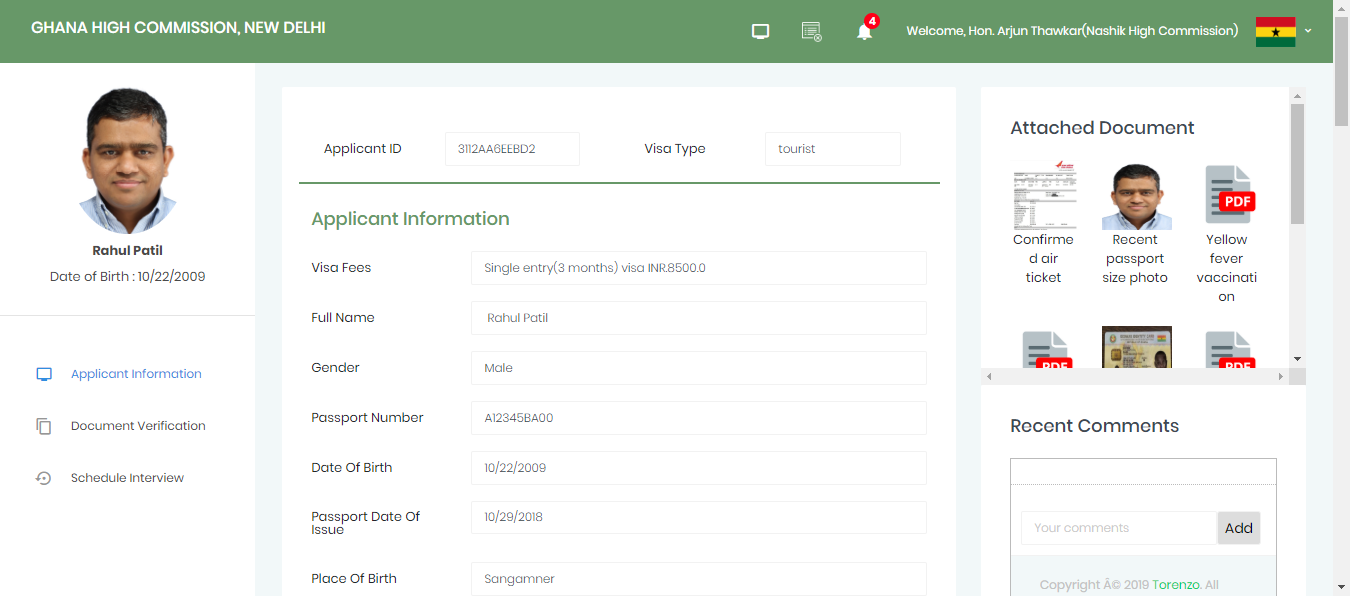 GHANA HIGH COMMISSION, NEW DELHI
4
Welcome, Hon. Arjun Thawkar(Nashik High Commission)
Rahul Patil
Date of Birth : 10/22/2009
Applicant Information
Document Verification
Schedule Interview
Applicant ID
3112AA6EEBD2
Visa Type
tourist
Applicant Information
Visa Fees
Single entry(3 months) visa INR.8500.0
Full Name
Rahul Patil
Gender
Male
Passport Number
A12345BA00
Date Of Birth
10/22/2009
Passport Date Of
Issue
10/29/2018
Place Of Birth
Sangamner
Attached Document
Confirme
d air
ticket
Recent
passport
size photo
PDF
Yellow
fever
vaccinati
on
PDF
PDF
Recent Comments
Your comments
Add
Copyright Â© 2019 Torenzo. All